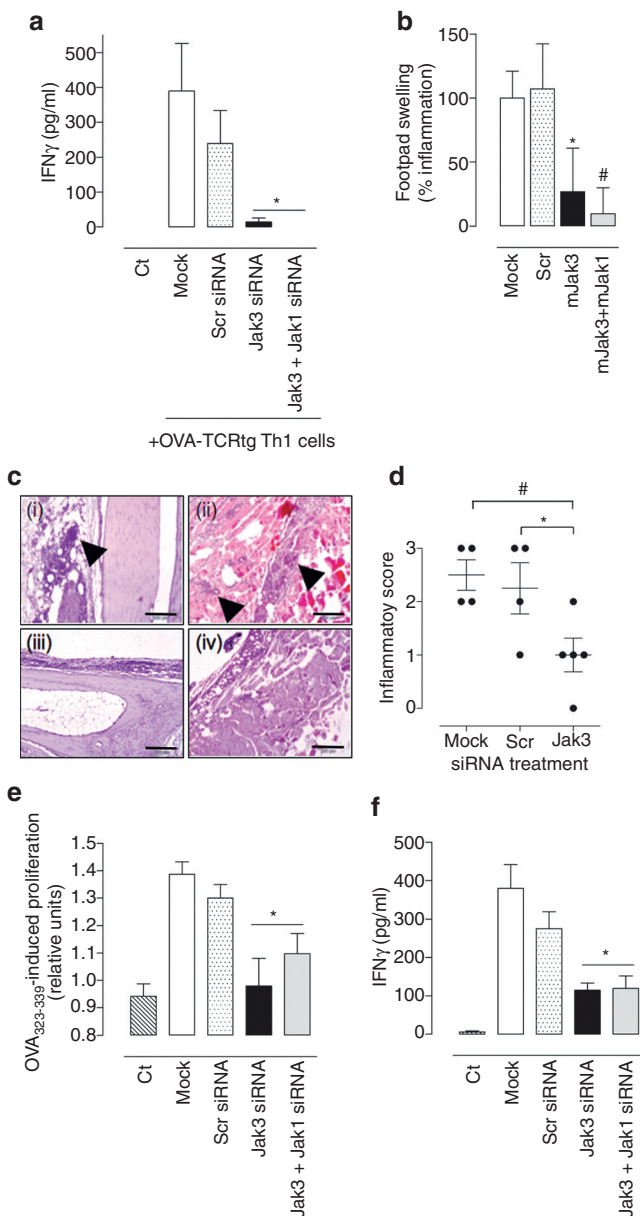 a
IFNγ (pg/ml)
500
400
300
200
100
0
Ct
Mock
Scr siRNA
Jak3 siRNA
Jak3 + Jak1 siRNA
*
+OVA-TCRtg Th1 cells
b
Footpad swelling
(% inflammation)
150
100
50
0
*
#
Mock
Scr
mJak3
mJak3+mJak1
c
(i)
(ii)
(iii)
(iv)
d
#
*
Inflammatoy score
3
2
1
0
Mock Scr Jak3
siRNA treatment
e
OVA323-339-induced proliferation
(relative units)
1.5
1.4
1.3
1.2
1.1
1.0
0.9
0.8
*
Ct
Mock
Scr siRNA
Jak3 siRNA
Jak3 + Jak1 siRNA
f
IFNγ (pg/ml)
500
400
300
200
100
0
*
Ct
Mock
Scr siRNA
Jak3 siRNA
Jak3 + Jak1 siRNA